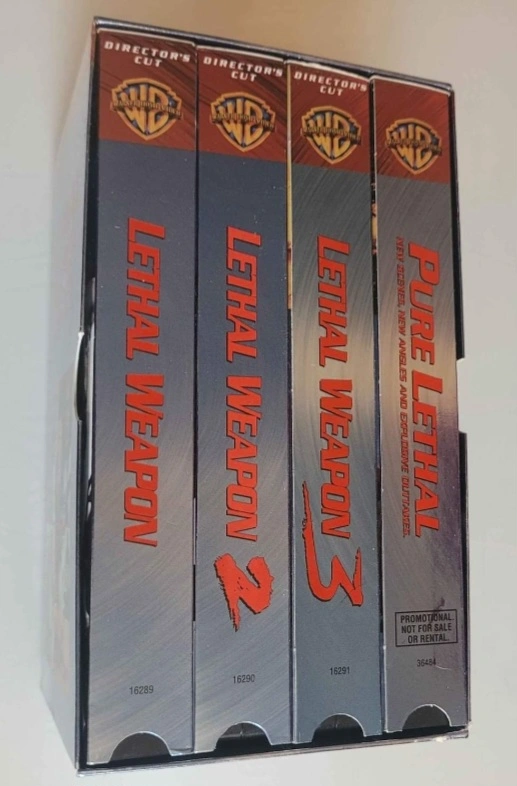 DIRECTOR'S
CUT
WB
LETHAL WEAPON
16289
DIRECTOR'S
CUT
WB
LETHAL WEAPON
2
16290
DIRECTOR'S
CUT
WB
LETHAL WEAPON
3
16291
WB
PURE LETHAL
NEW SCENES, NEW ANGLES AND EXPLOSIVE OUTTAKES.
PROMOTIONAL.
NOT FOR SALE
OR RENTAL.
36484